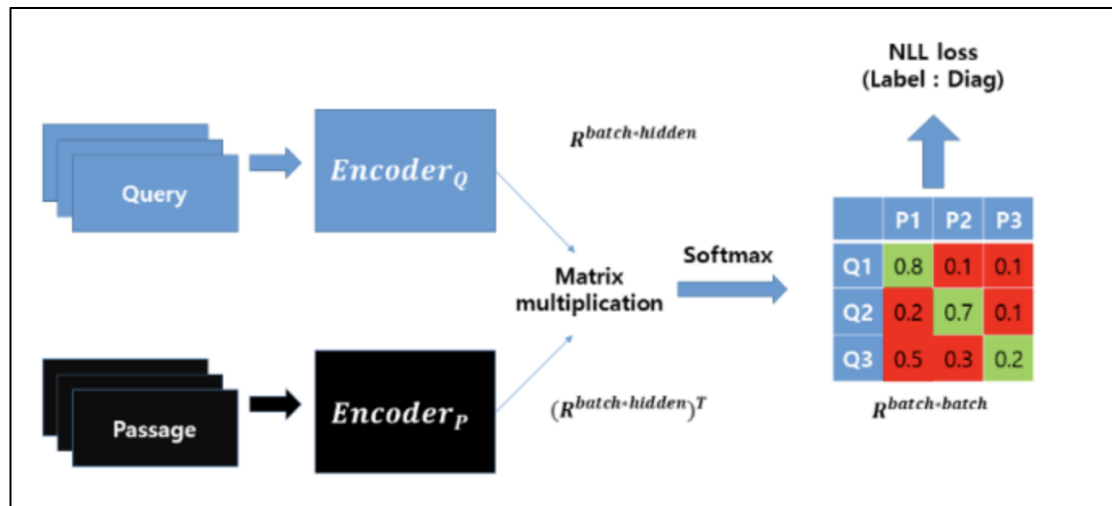 NLL loss
(Label : Diag)
Query
Encoder_Q
R^{batch*hidden}
Matrix
multiplication
Softmax
P1 P2 P3
Q1 0.8 0.1 0.1
Q2 0.2 0.7 0.1
Q3 0.5 0.3 0.2
R^{batch*batch}
Passage
Encoder_P
(R^{batch*hidden})^T